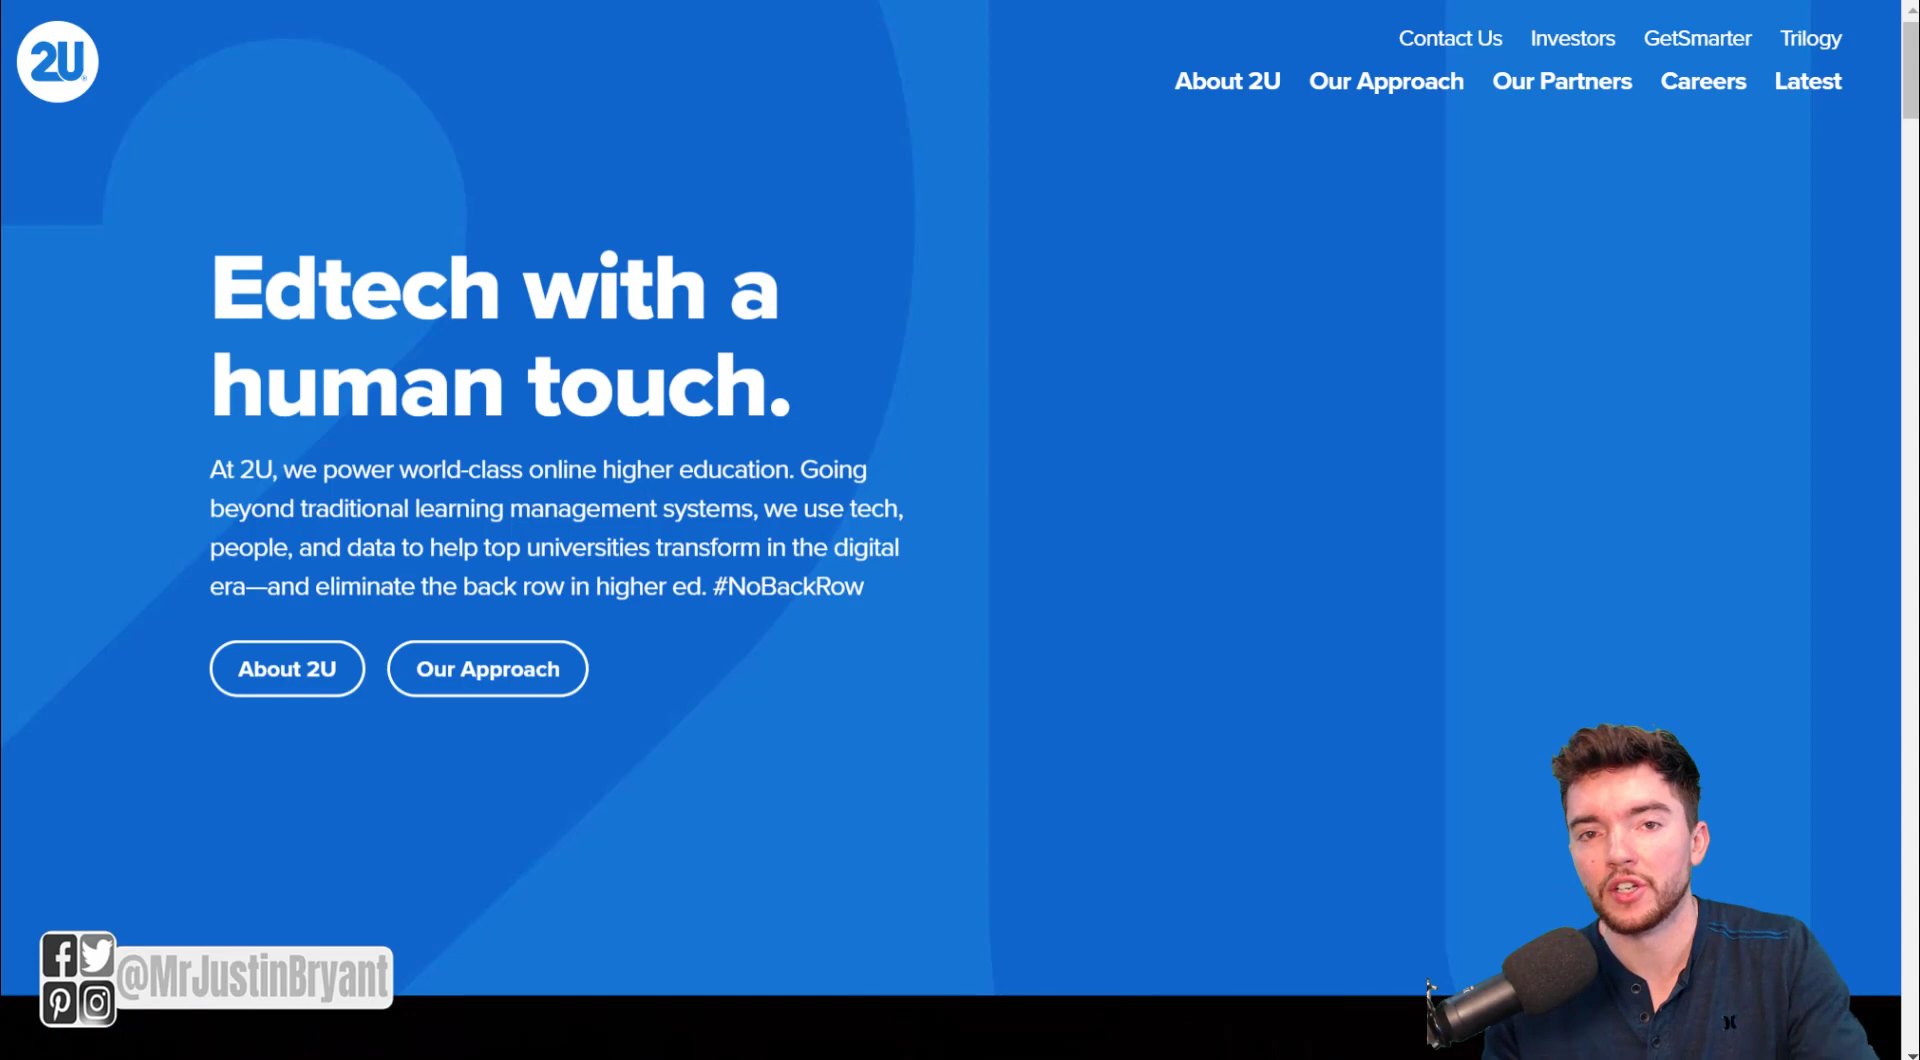 2U
Contact Us Investors GetSmarter Trilogy
About 2U Our Approach Our Partners Careers Latest
Edtech with a
human touch.
At 2U, we power world-class online higher education. Going
beyond traditional learning management systems, we use tech,
people, and data to help top universities transform in the digital
era—and eliminate the back row in higher ed. #NoBackRow
About 2U Our Approach
@MrJustinBryant